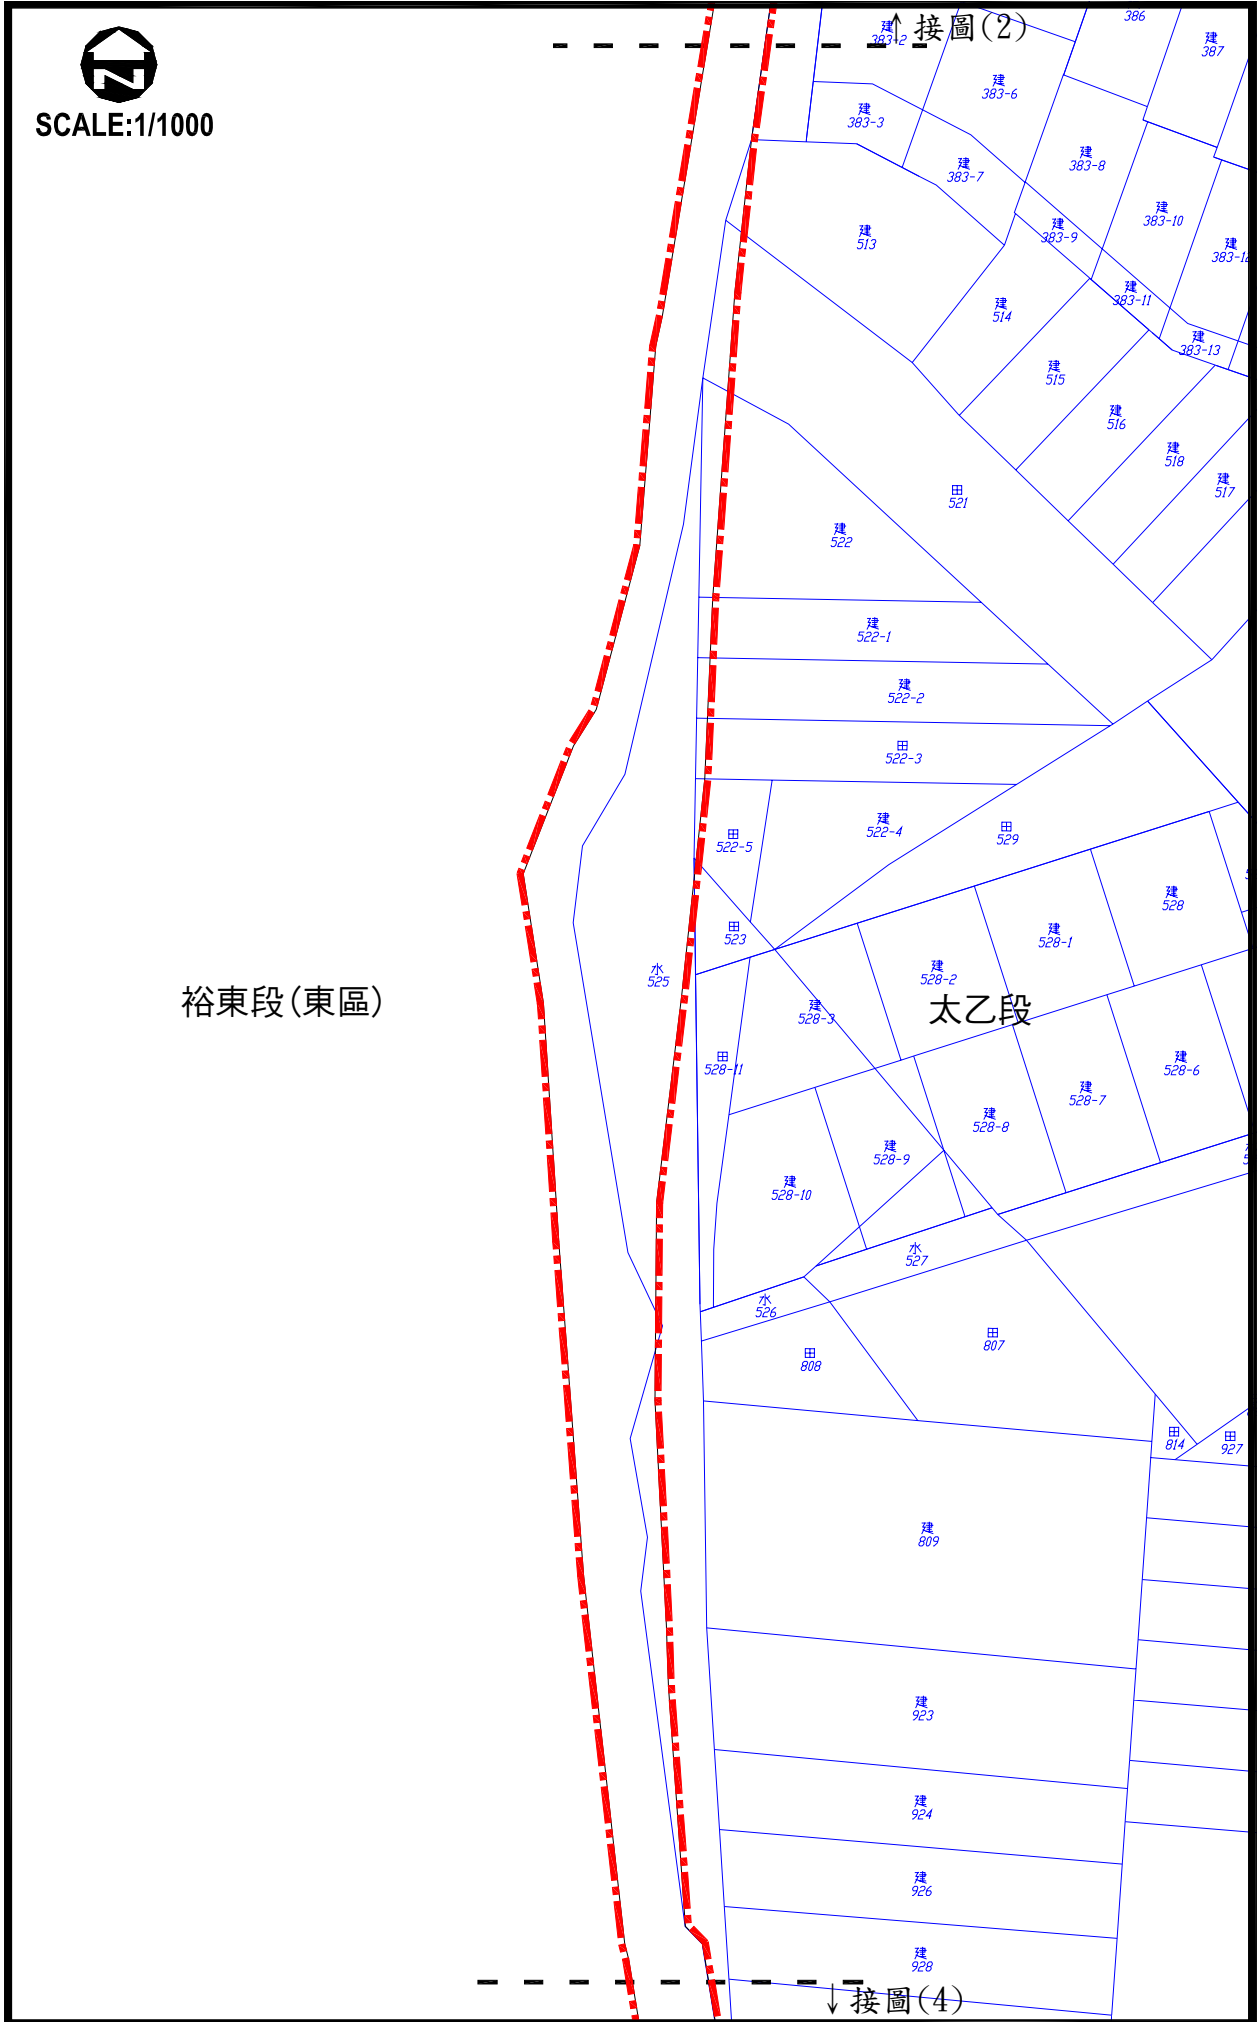 SCALE:1/1000
↑接圖(2)
建
383-2
386
建
387
建
383-6
建
383-3
建
383-7
建
383-8
建
383-10
建
383-9
建
383-12
建
513
建
383-11
建
514
建
383-13
建
515
建
516
建
518
建
517
田
521
建
522
建
522-1
建
522-2
田
522-3
建
522-4
田
522-5
田
529
建
528
田
523
建
528-1
建
528-2
水
525
裕東段(東區)
太乙段
建
528-3
田
528-11
建
528-6
建
528-7
建
528-8
建
528-9
建
528-10
水
527
水
526
田
807
田
808
田
814
田
927
建
809
建
923
建
924
建
926
建
928
↓接圖(4)